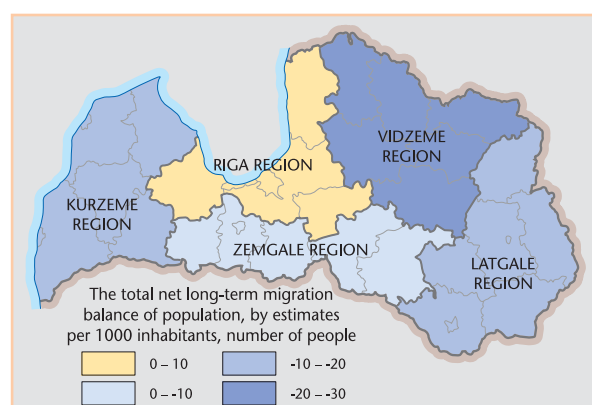 RIGA REGION
VIDZEME
REGION
KURZEME
REGION
ZEMGALE REGION
LATGALE
REGION
The total net long-term migration
balance of population, by estimates
per 1000 inhabitants, number of people
0 – 10
-10 – -20
0 – -10
-20 – -30